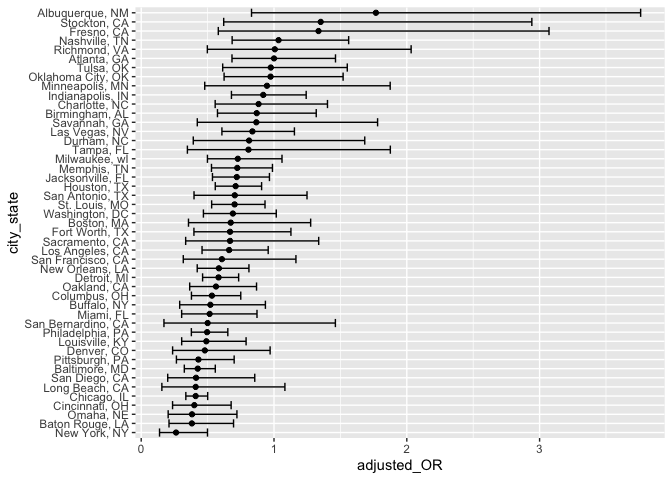 Albuquerque, NM
Stockton, CA
Fresno, CA
Nashville, TN
Richmond, VA
Atlanta, GA
Tulsa, OK
Oklahoma City, OK
Minneapolis, MN
Indianapolis, IN
Charlotte, NC
Birmingham, AL
Savannah, GA
Las Vegas, NV
Durham, NC
Tampa, FL
Milwaukee, wI
Memphis, TN
Jacksonville, FL
Houston, TX
San Antonio, TX
St. Louis, MO
Washington, DC
Boston, MA
Fort Worth, TX
Sacramento, CA
Los Angeles, CA
San Francisco, CA
New Orleans, LA
Detroit, MI
Oakland, CA
Columbus, OH
Buffalo, NY
Miami, FL
San Bernardino, CA
Philadelphia, PA
Louisville, KY
Denver, CO
Pittsburgh, PA
Baltimore, MD
San Diego, CA
Long Beach, CA
Chicago, IL
Cincinnati, OH
Omaha, NE
Baton Rouge, LA
New York, NY
city_state
0 1 2 3
adjusted_OR